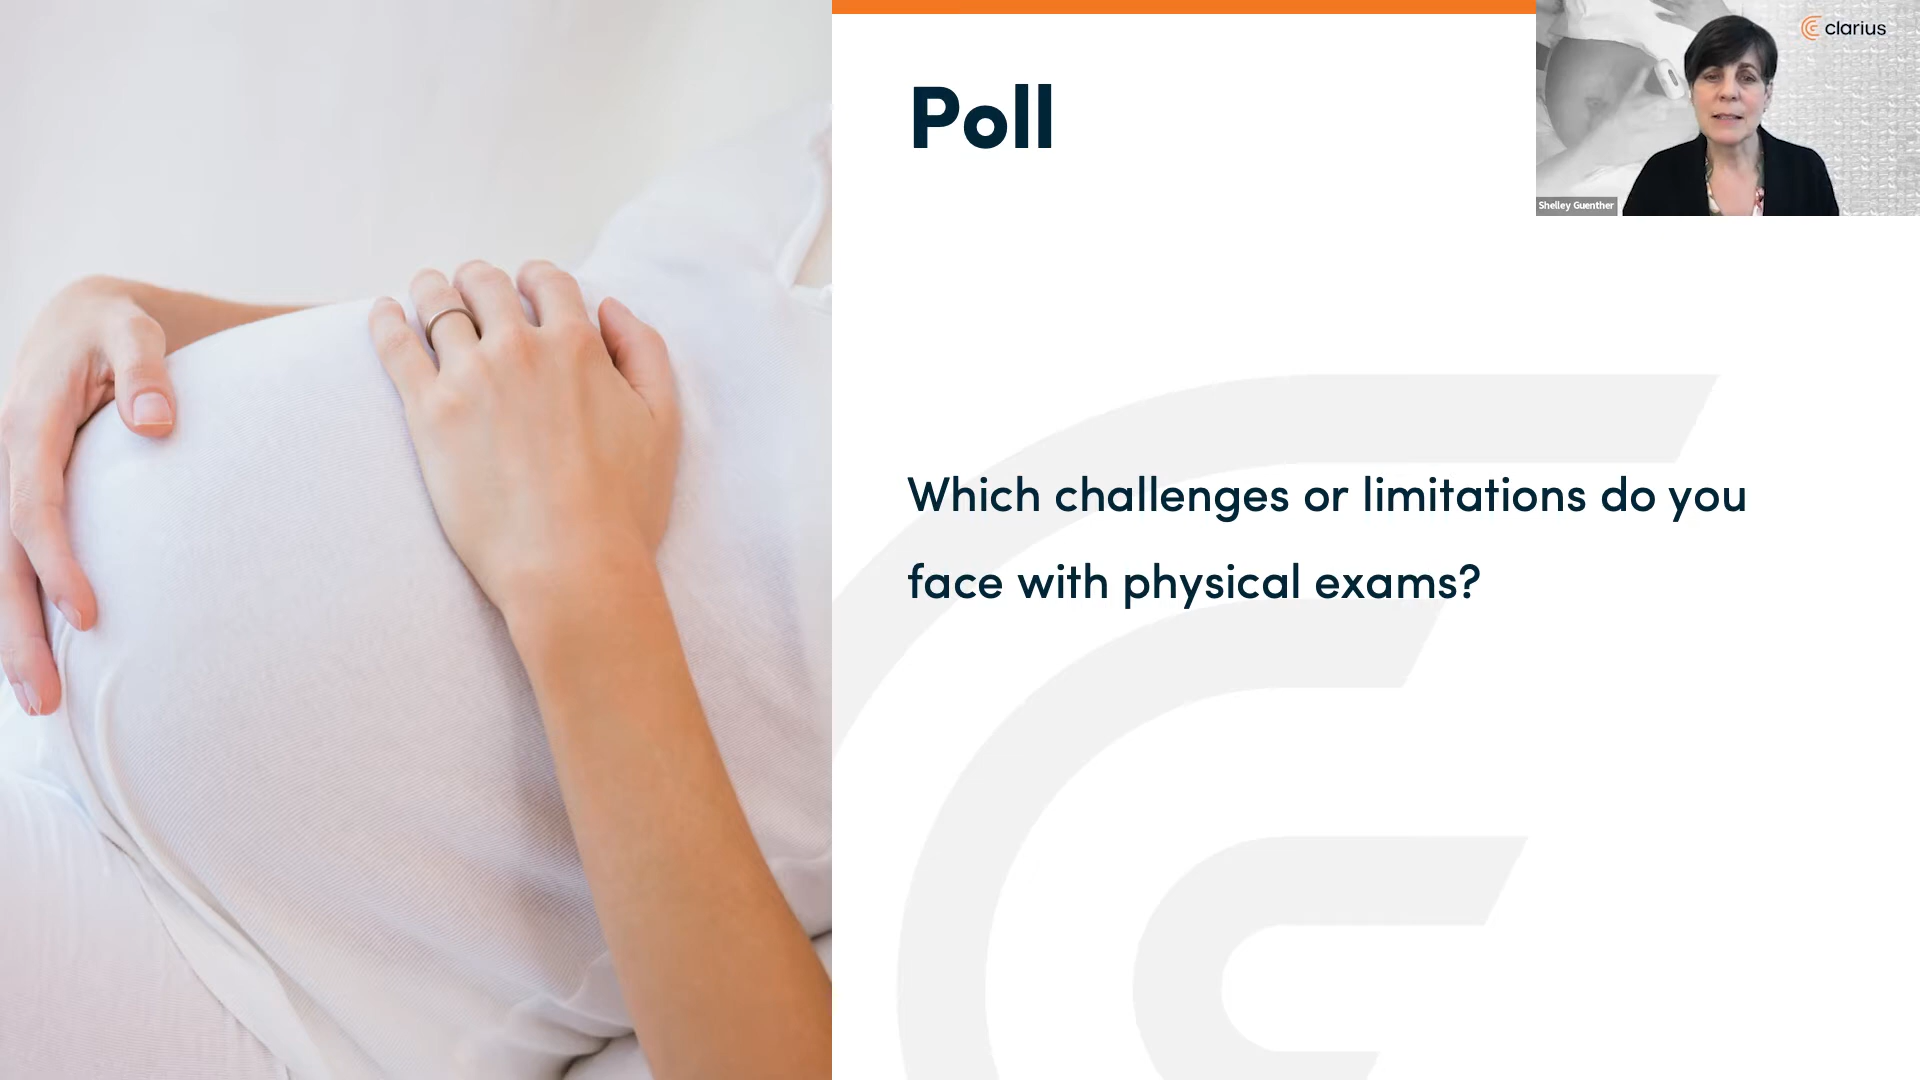 Poll
clarius
Shelley Guenther
Which challenges or limitations do you
face with physical exams?